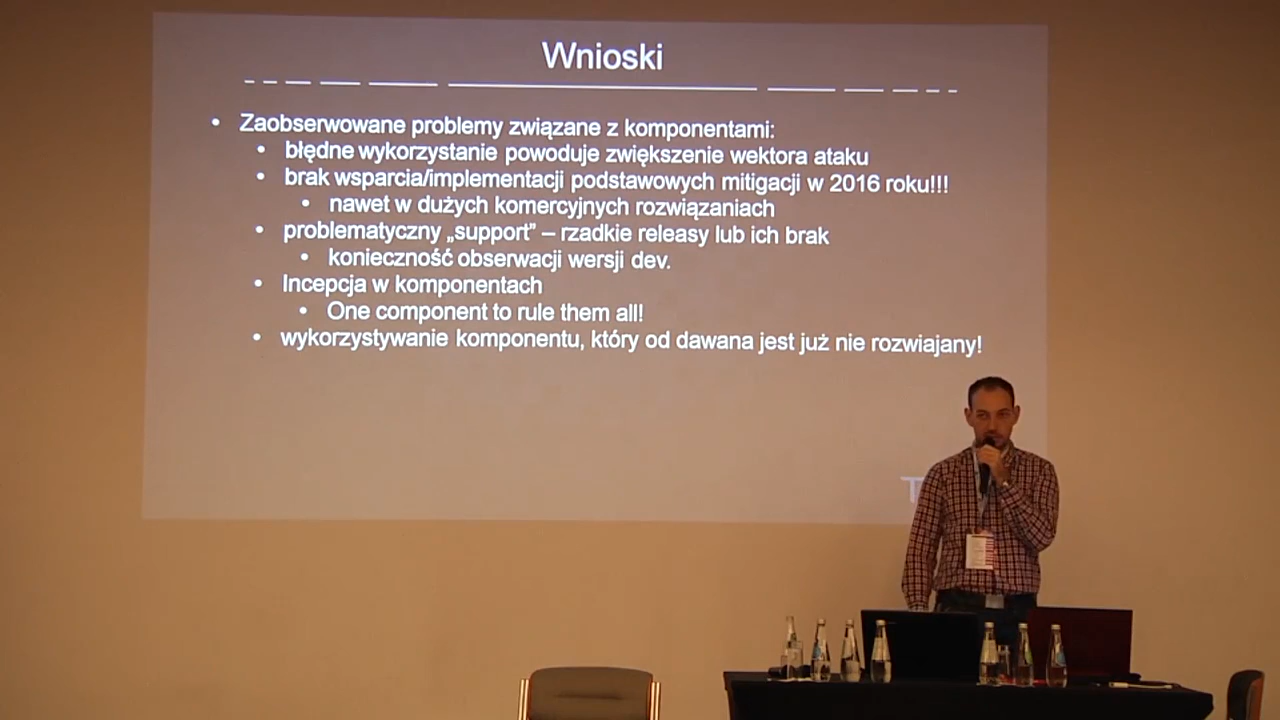 Wnioski
• Zaobserwowane problemy związane z komponentami:
• błędne wykorzystanie powoduje zwiększenie wektora ataku
• brak wsparcia/implementacji podstawowych mitigacji w 2016 roku!!!
• nawet w dużych komercyjnych rozwiązaniach
• problematyczny „support” – rzadkie releasy lub ich brak
• konieczność obserwacji wersji dev.
• Incepcja w komponentach
• One component to rule them all!
• wykorzystywanie komponentu, który od dawana jest już nie rozwiajany!